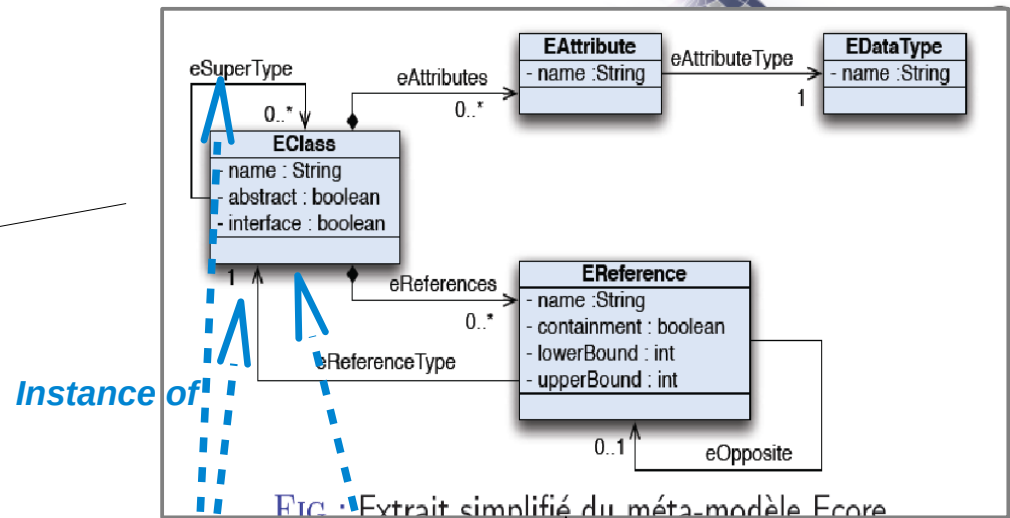 eSuperType
0..*
EClass
- name : String
- abstract : boolean
- interface : boolean
1
eAttributes
0..*
EAttribute
- name :String
eAttributeType
1
EDataType
- name :String
eReferences
0..*
eReferenceType
EReference
- name :String
- containment : boolean
- lowerBound : int
- upperBound : int
0..1
eOpposite
Instance of
FIG.: Extrait simplifié du méta-modèle Ecore